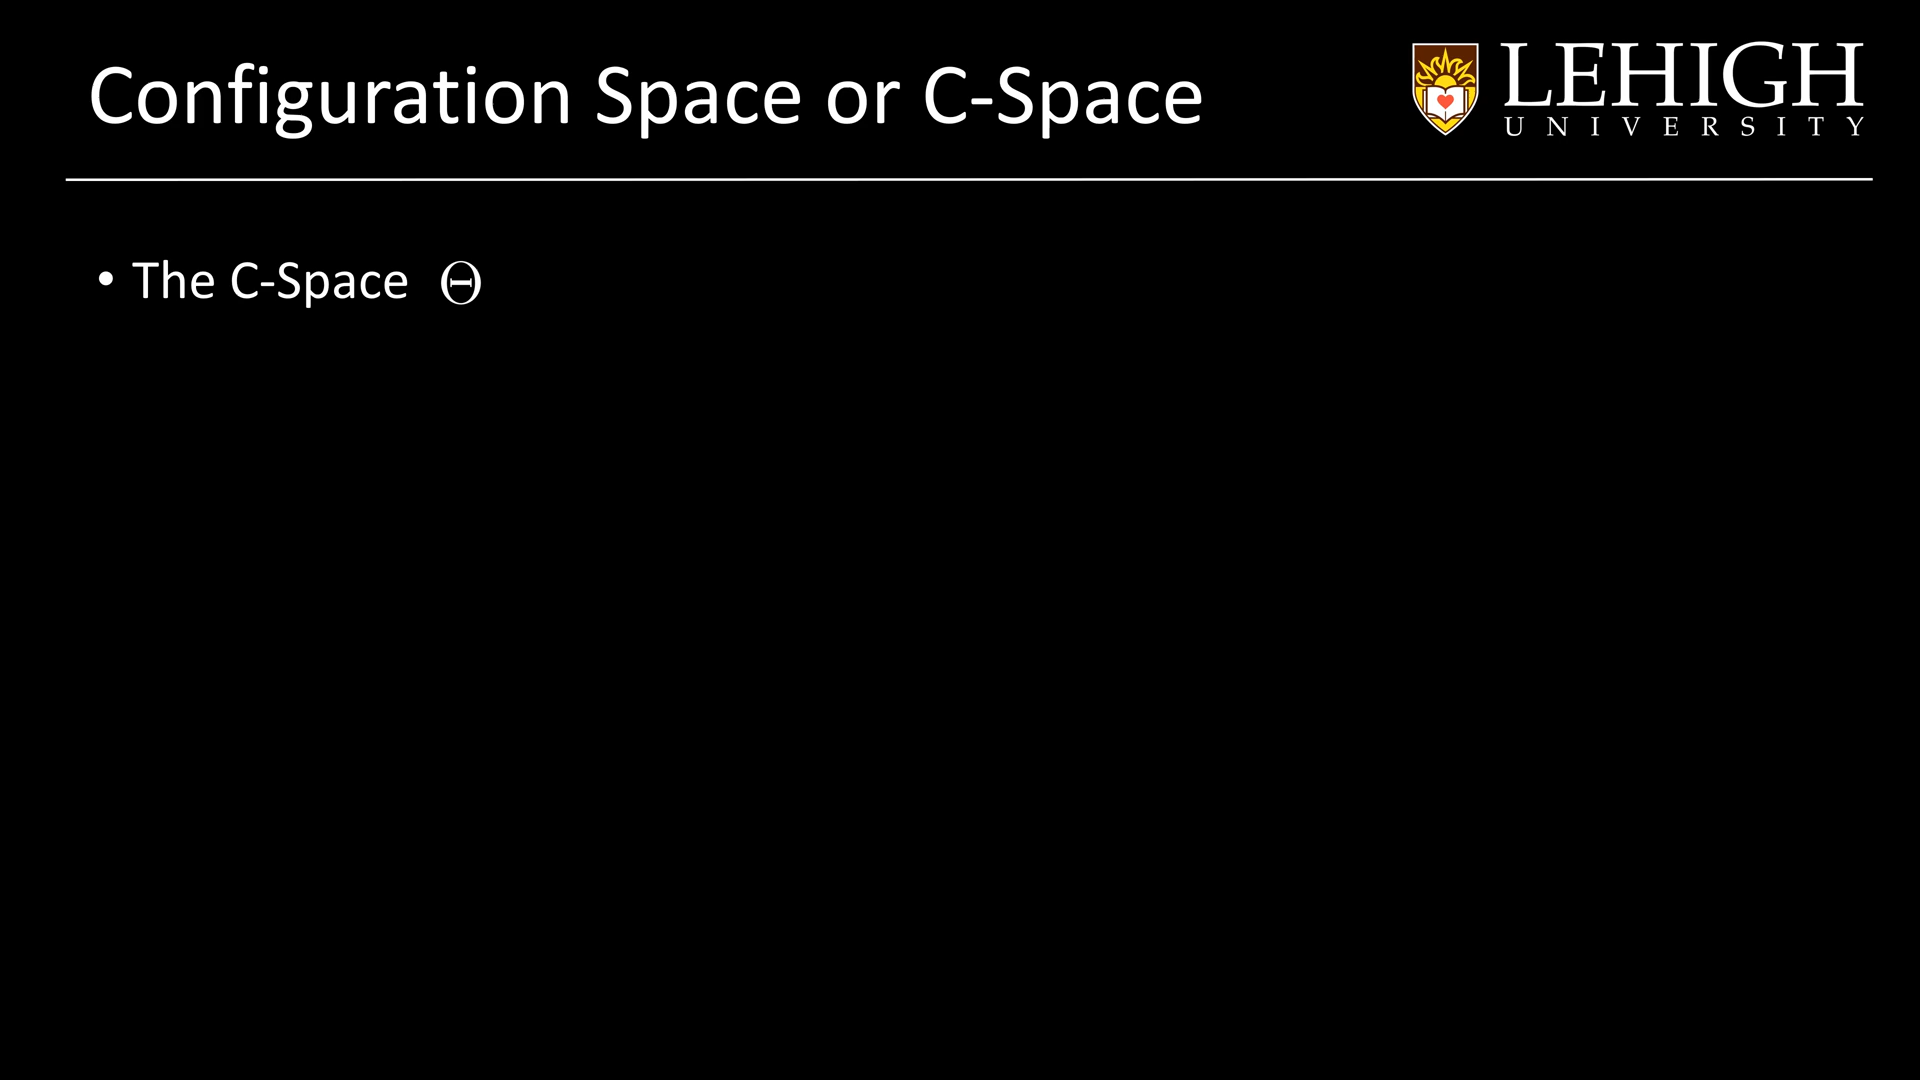 Configuration Space or C-Space
LEHIGH
UNIVERSITY
• The C-Space Θ